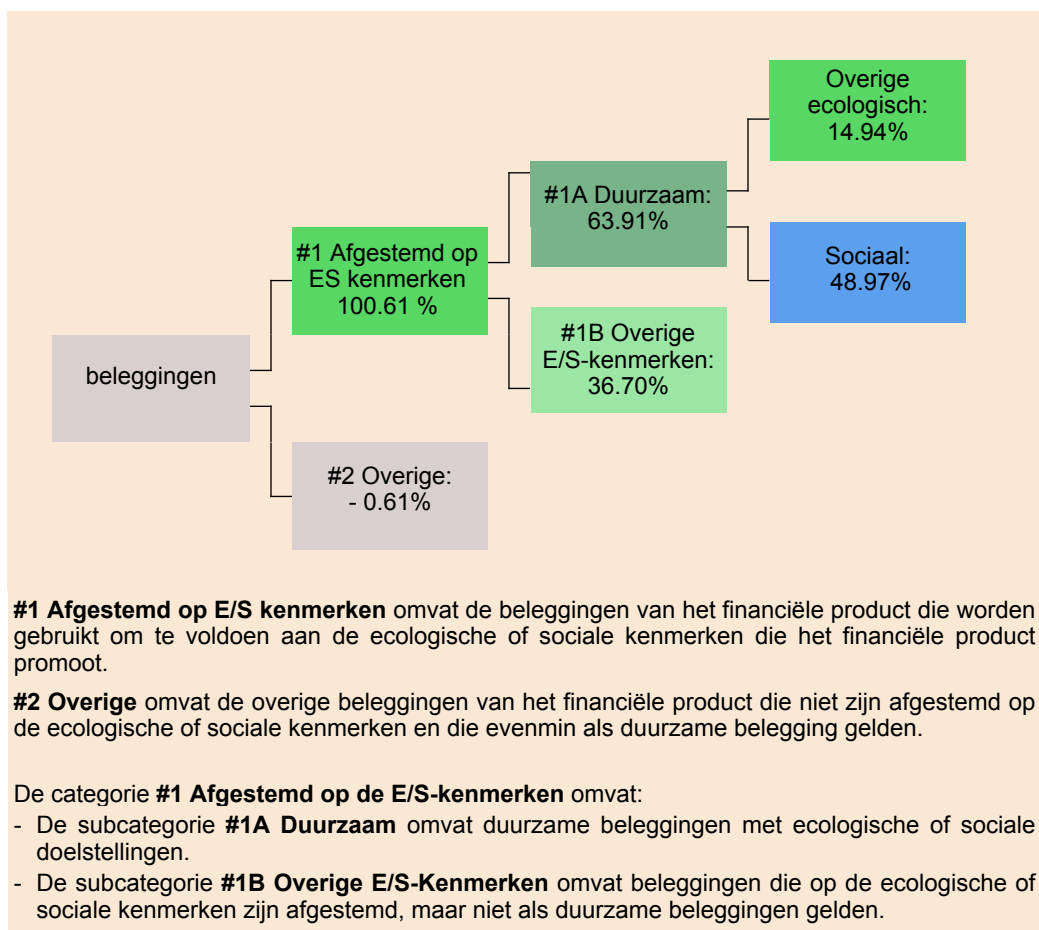 Overige
ecologisch:
14.94%
#1A Duurzaam:
63.91%
#1 Afgestemd op
ES kenmerken
100.61 %
Sociaal:
48.97%
#1B Overige
E/S-kenmerken:
36.70%
beleggingen
#2 Overige:
- 0.61%
#1 Afgestemd op E/S kenmerken omvat de beleggingen van het financiële product die worden
gebruikt om te voldoen aan de ecologische of sociale kenmerken die het financiële product
promoot.
#2 Overige omvat de overige beleggingen van het financiële product die niet zijn afgestemd op
de ecologische of sociale kenmerken en die evenmin als duurzame belegging gelden.
De categorie #1 Afgestemd op de E/S-kenmerken omvat:
- De subcategorie #1A Duurzaam omvat duurzame beleggingen met ecologische of sociale
doelstellingen.
- De subcategorie #1B Overige E/S-Kenmerken omvat beleggingen die op de ecologische of
sociale kenmerken zijn afgestemd, maar niet als duurzame beleggingen gelden.